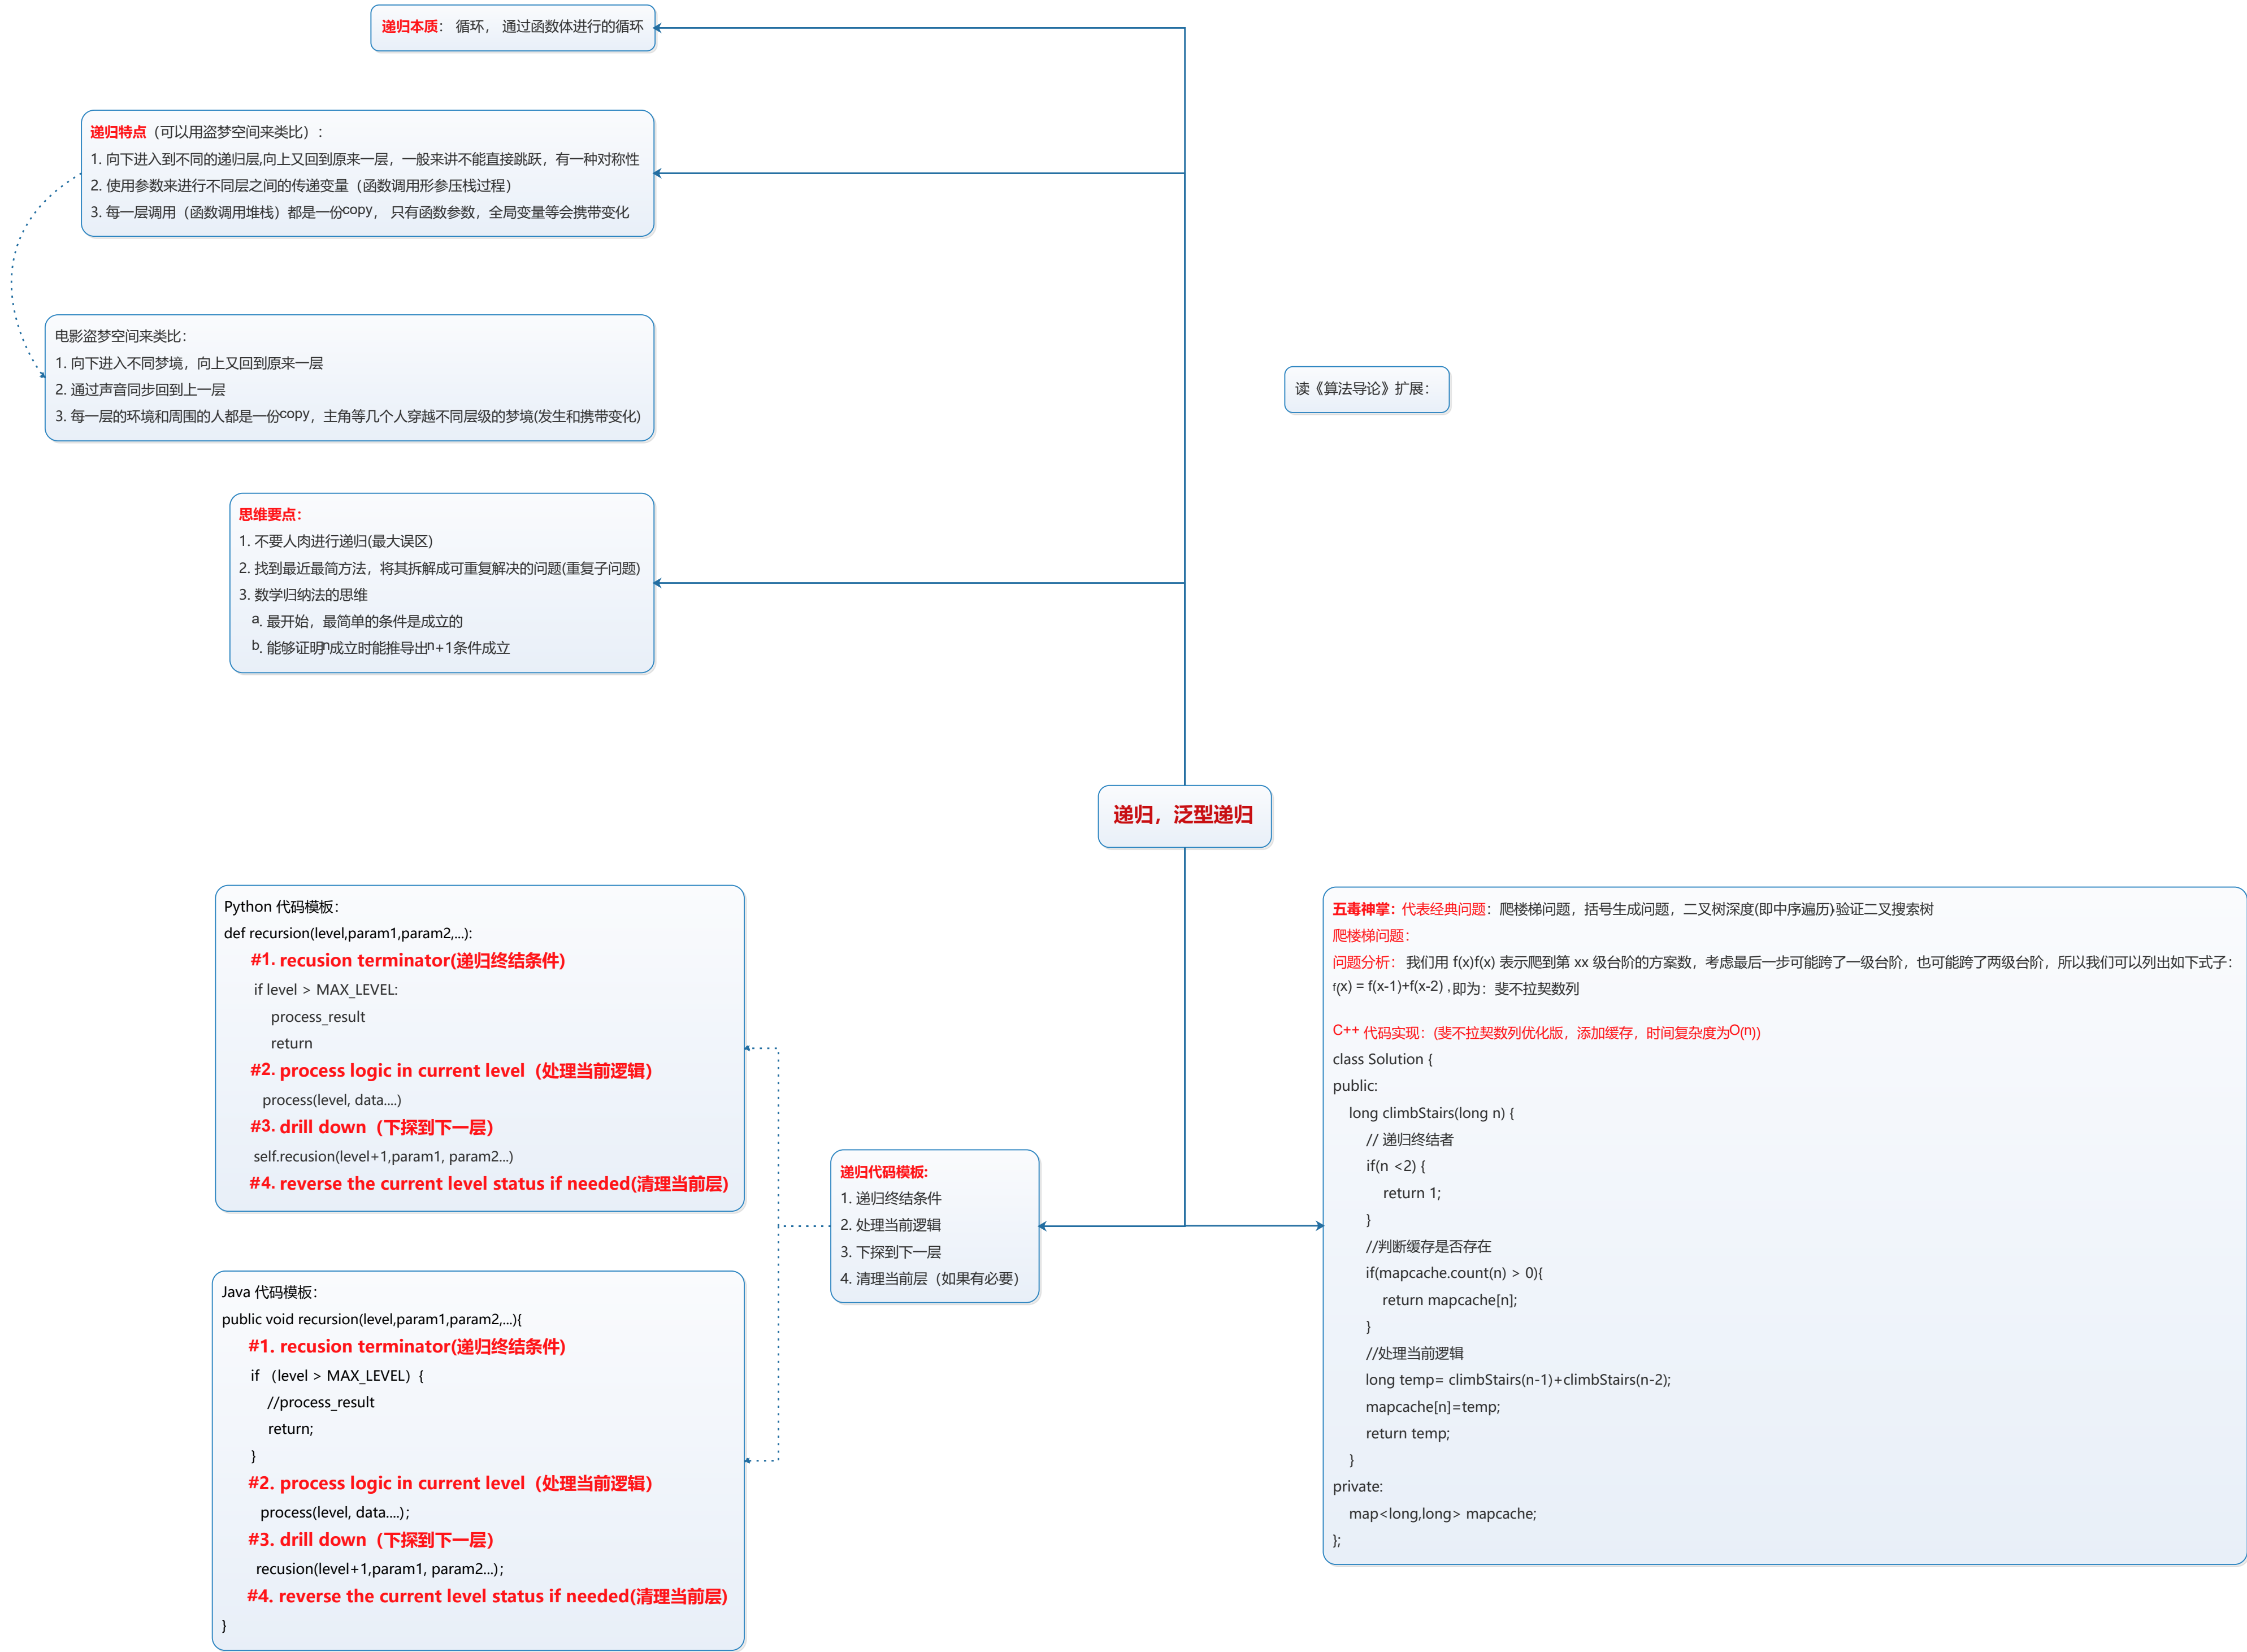 递归本质： 循环， 通过函数体进行的循环
递归特点（可以用盗梦空间来类比）：
1. 向下进入到不同的递归层,向上又回到原来一层，一般来讲不能直接跳跃，有一种对称性
2. 使用参数来进行不同层之间的传递变量（函数调用形参压栈过程）
3. 每一层调用（函数调用堆栈）都是一份copy， 只有函数参数，全局变量等会携带变化
电影盗梦空间来类比：
1. 向下进入不同梦境，向上又回到原来一层
2. 通过声音同步回到上一层
3. 每一层的环境和周围的人都是一份copy，主角等几个人穿越不同层级的梦境(发生和携带变化)
读《算法导论》扩展：
思维要点：
1. 不要人肉进行递归(最大误区)
2. 找到最近最简方法，将其拆解成可重复解决的问题(重复子问题)
3. 数学归纳法的思维
a. 最开始，最简单的条件是成立的
b. 能够证明n成立时能推导出n+1条件成立
递归，泛型递归
Python 代码模板：
def recursion(level,param1,param2,...):
#1. recusion terminator(递归终结条件)
if level > MAX_LEVEL:
process_result
return
#2. process logic in current level（处理当前逻辑）
process(level, data....)
#3. drill down（下探到下一层）
self.recusion(level+1,param1, param2...)
#4. reverse the current level status if needed(清理当前层)
Java 代码模板：
public void recursion(level,param1,param2,...){
#1. recusion terminator(递归终结条件)
if （level > MAX_LEVEL）{
//process_result
return;
}
#2. process logic in current level（处理当前逻辑）
process(level, data....);
#3. drill down（下探到下一层）
recusion(level+1,param1, param2...);
#4. reverse the current level status if needed(清理当前层)
}
递归代码模板:
1. 递归终结条件
2. 处理当前逻辑
3. 下探到下一层
4. 清理当前层（如果有必要）
五毒神掌：代表经典问题：爬楼梯问题，括号生成问题，二叉树深度(即中序遍历)验证二叉搜索树
爬楼梯问题：
问题分析： 我们用 f(x)f(x) 表示爬到第 xx 级台阶的方案数，考虑最后一步可能跨了一级台阶，也可能跨了两级台阶，所以我们可以列出如下式子：
f(x) = f(x-1)+f(x-2) , 即为：斐不拉契数列
C++ 代码实现：(斐不拉契数列优化版，添加缓存，时间复杂度为O(n))
class Solution {
public:
long climbStairs(long n) {
// 递归终结者
if(n <2) {
return 1;
}
//判断缓存是否存在
if(mapcache.count(n) > 0){
return mapcache[n];
}
//处理当前逻辑
long temp= climbStairs(n-1)+climbStairs(n-2);
mapcache[n]=temp;
return temp;
}
private:
map<long,long> mapcache;
};